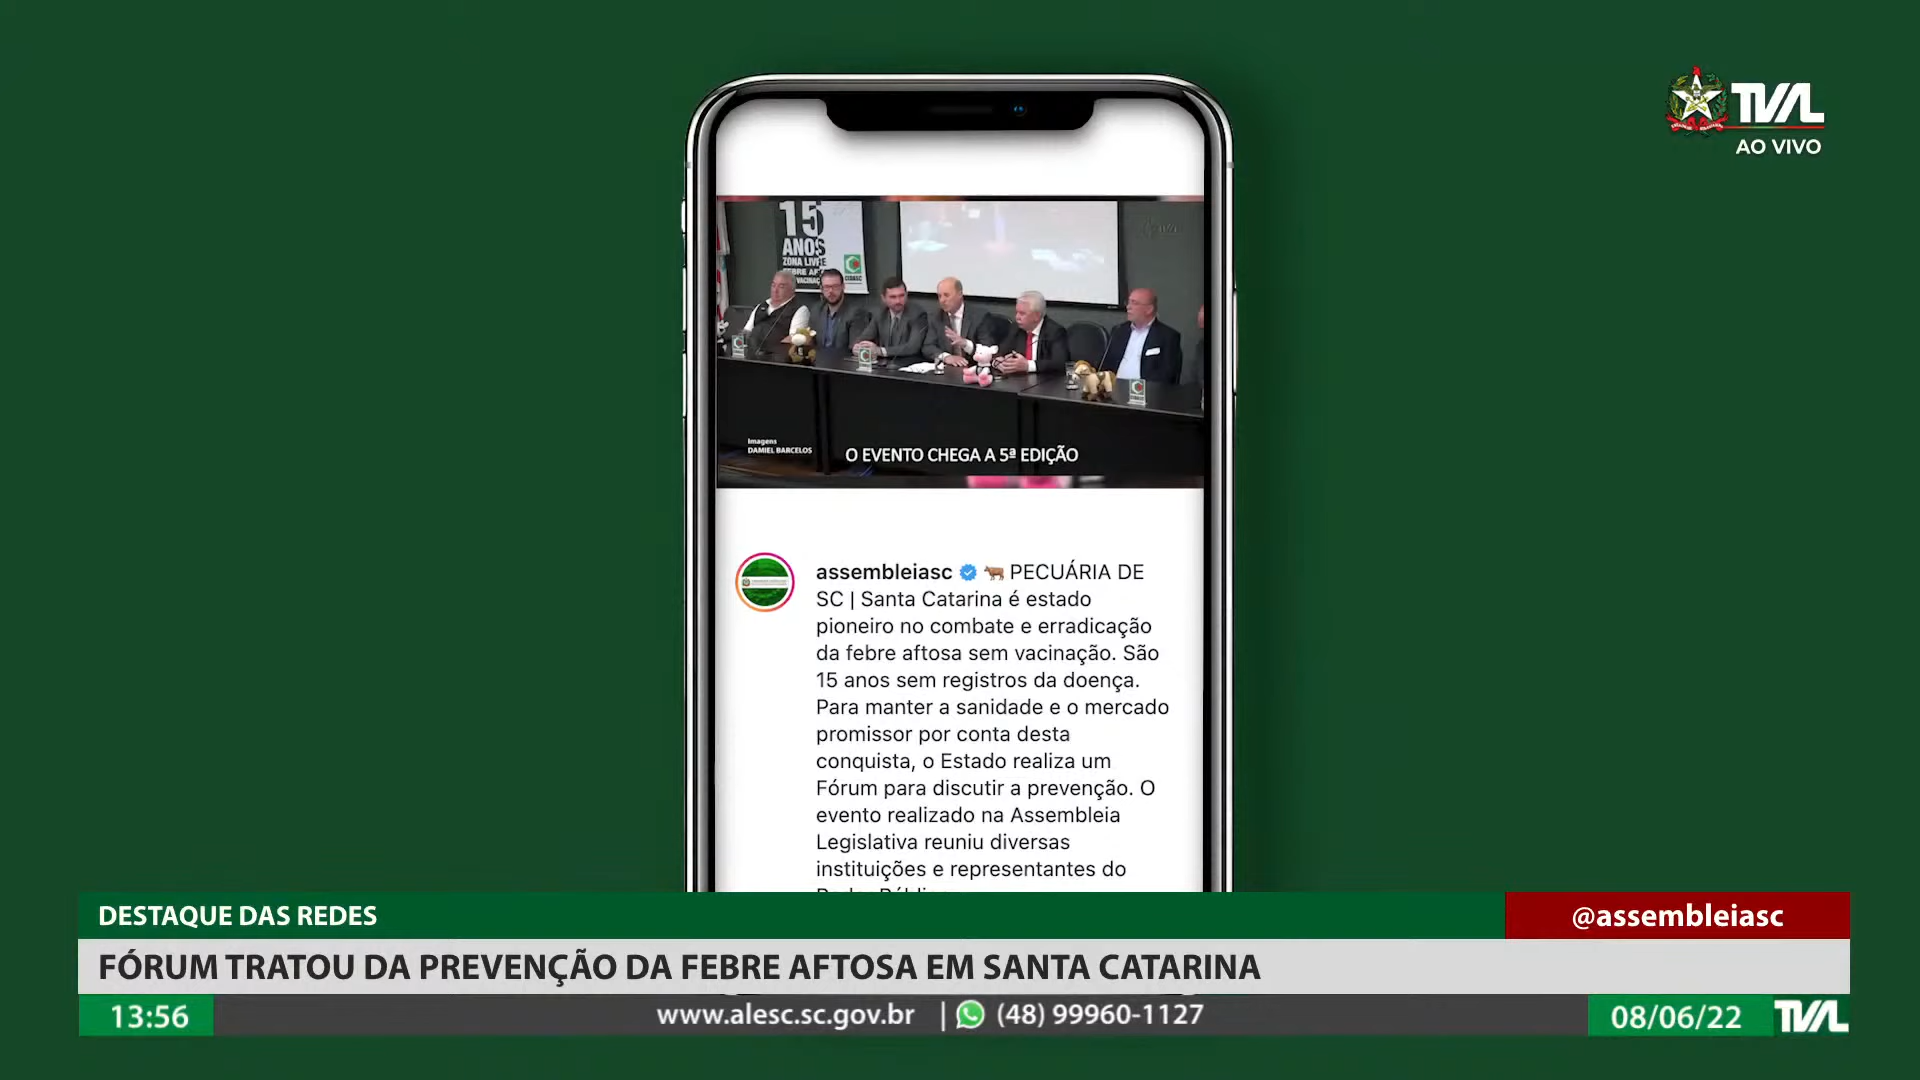 TVAL
AO VIVO
15
ANOS
ZONA LIVRE
CIDASC
Imagens
DAMIEL BARCELOS
O EVENTO CHEGA A 5ª EDIÇÃO
assembleiasc PECUÁRIA DE
SC | Santa Catarina é estado
pioneiro no combate e erradicação
da febre aftosa sem vacinação. São
15 anos sem registros da doença.
Para manter a sanidade e o mercado
promissor por conta desta
conquista, o Estado realiza um
Fórum para discutir a prevenção. O
evento realizado na Assembleia
Legislativa reuniu diversas
instituições e representantes do
DESTAQUE DAS REDES
@assembleiasc
FÓRUM TRATOU DA PREVENÇÃO DA FEBRE AFTOSA EM SANTA CATARINA
13:56
www.alesc.sc.gov.br | (48) 99960-1127
08/06/22
TVAL